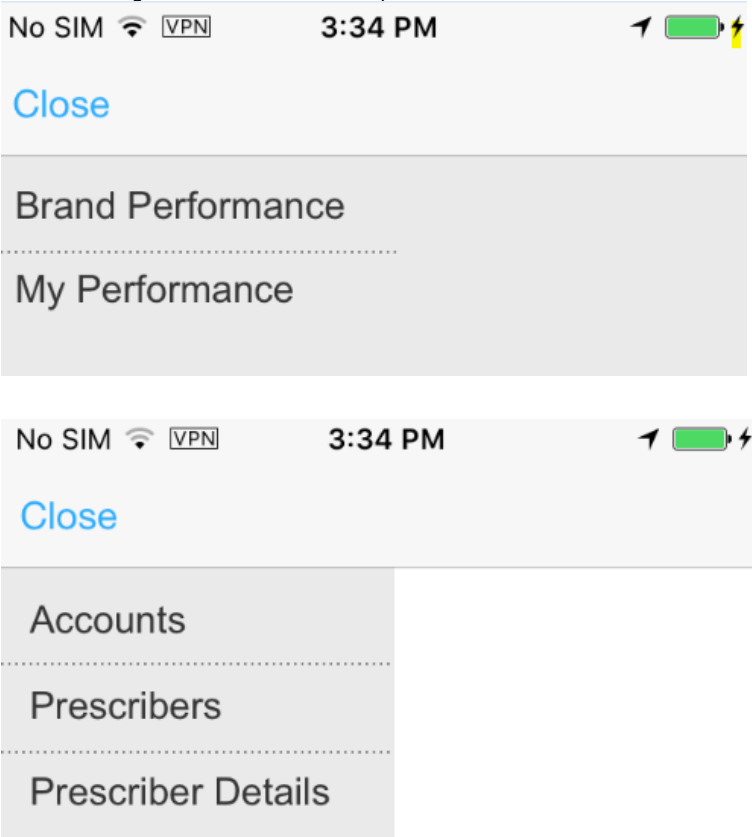 No SIM VPN 3:34 PM
Close
Brand Performance
My Performance
No SIM VPN 3:34 PM
Close
Accounts
Prescribers
Prescriber Details